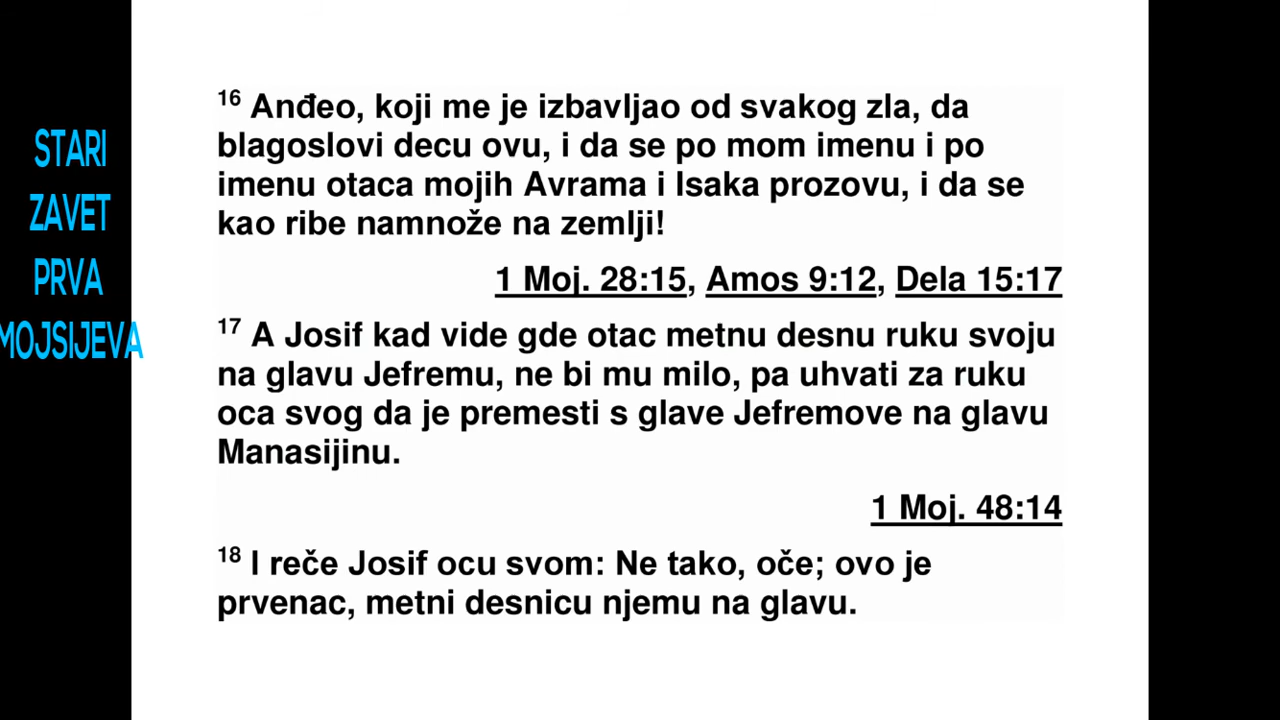 STARI
ZAVET
PRVA
MOJSIJEVA
16 Anđeo, koji me je izbavljao od svakog zla, da
blagoslovi decu ovu, i da se po mom imenu i po
imenu otaca mojih Avrama i Isaka prozovu, i da se
kao ribe namnože na zemlji!
1 Moj. 28:15, Amos 9:12, Dela 15:17
17 A Josif kad vide gde otac metnu desnu ruku svoju
na glavu Jefremu, ne bi mu milo, pa uhvati za ruku
oca svog da je premesti s glave Jefremove na glavu
Manasijinu.
1 Moj. 48:14
18 I reče Josif ocu svom: Ne tako, oče; ovo je
prvenac, metni desnicu njemu na glavu.